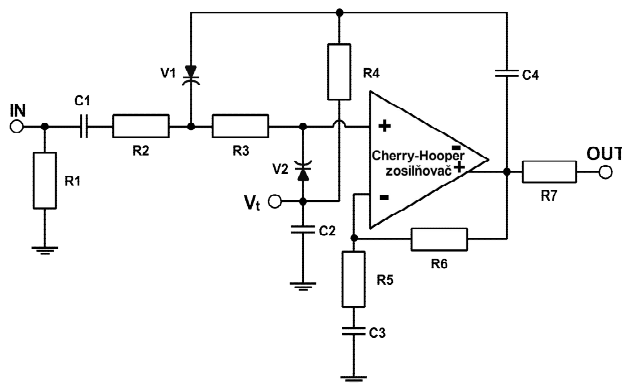 V1
R4
C4
IN
C1
R2
R3
+
Cherry-Hooper
zosilňovač
-
+
OUT
R1
V2
-
R7
Vt
C2
R6
R5
C3